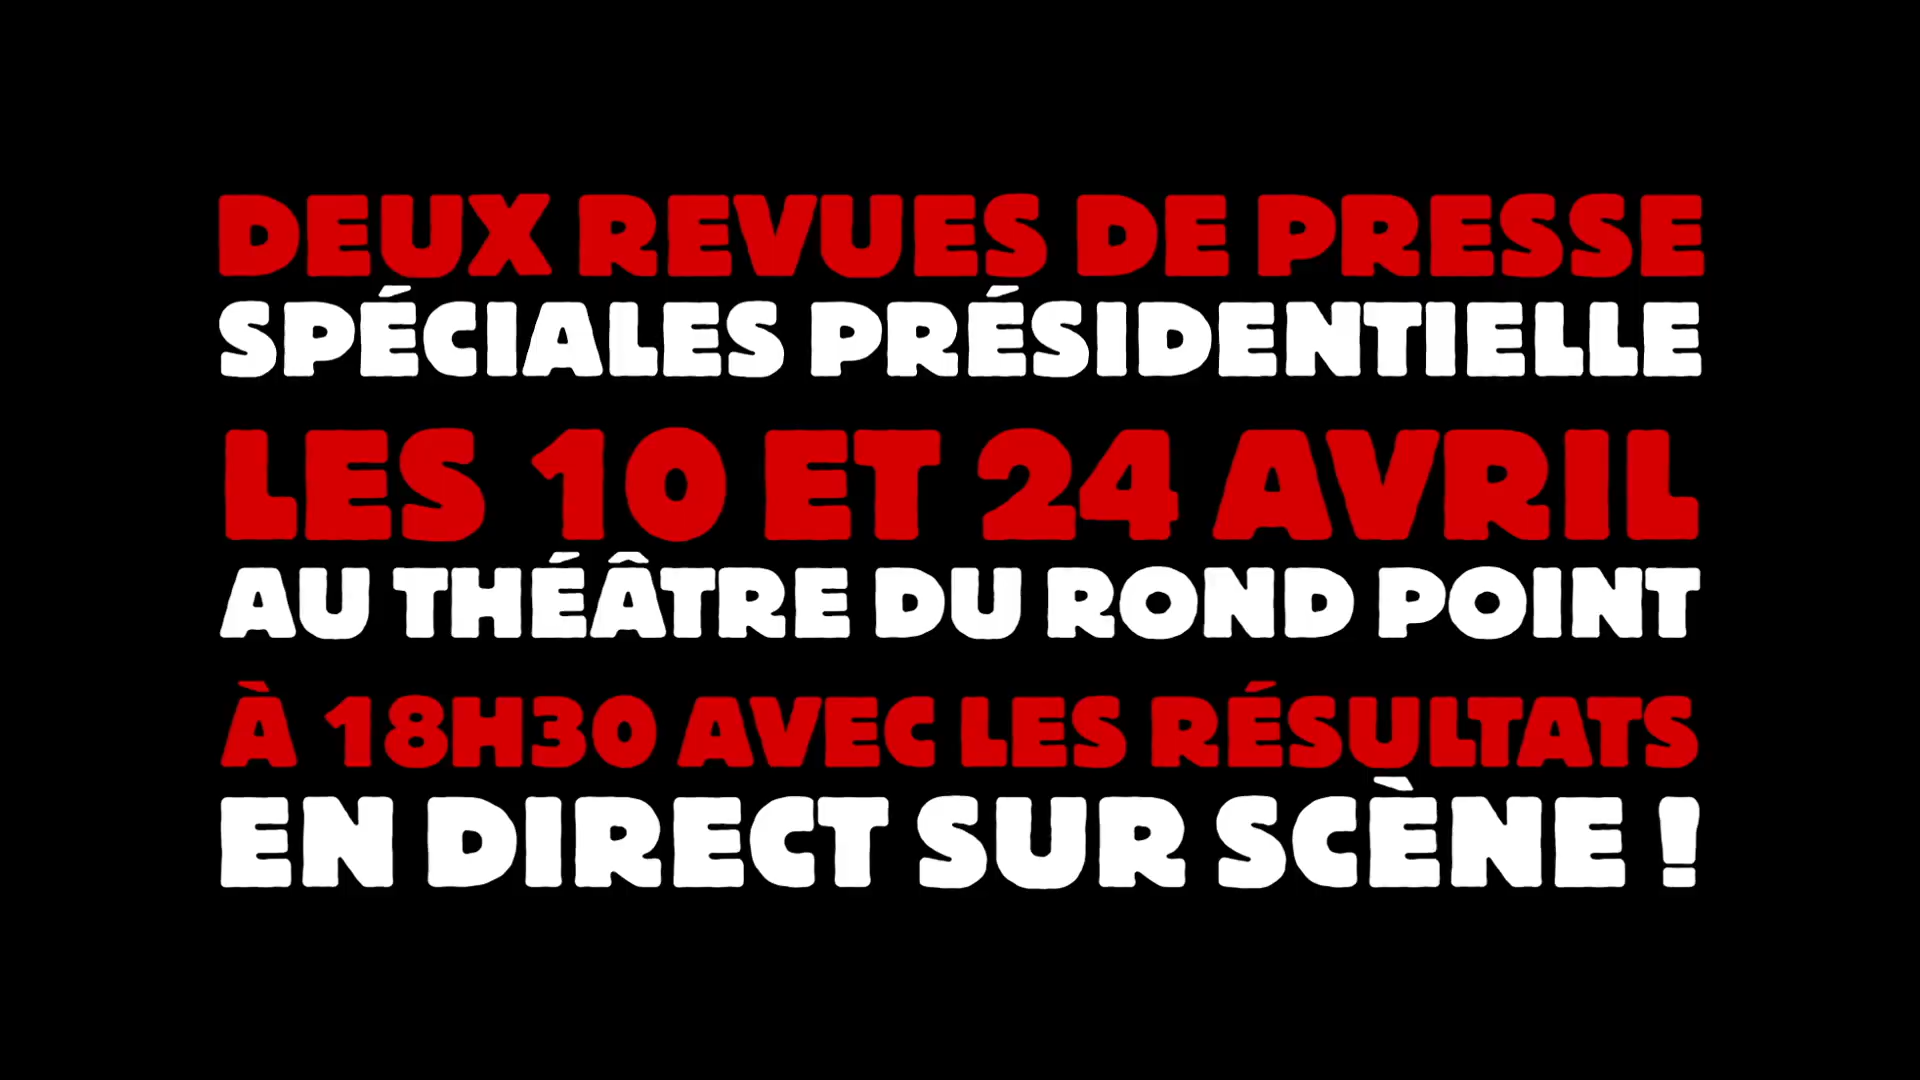 DEUX REVUES DE PRESSE
SPÉCIALES PRÉSIDENTIELLE
LES 10 ET 24 AVRIL
AU THÉÂTRE DU ROND POINT
À 18H30 AVEC LES RÉSULTATS
EN DIRECT SUR SCÈNE !